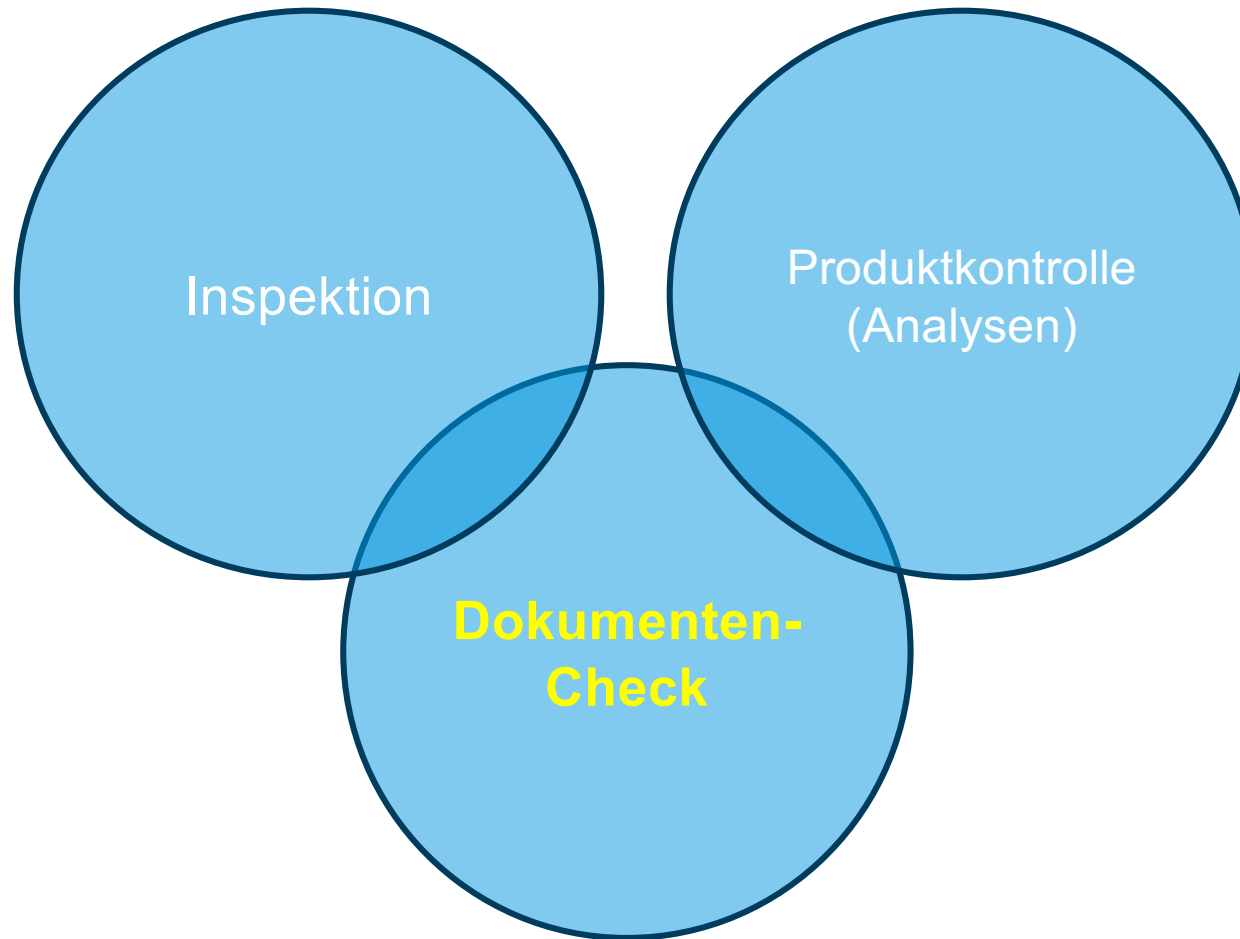 Inspektion
Produktkontrolle
(Analysen)
Dokumenten-
Check